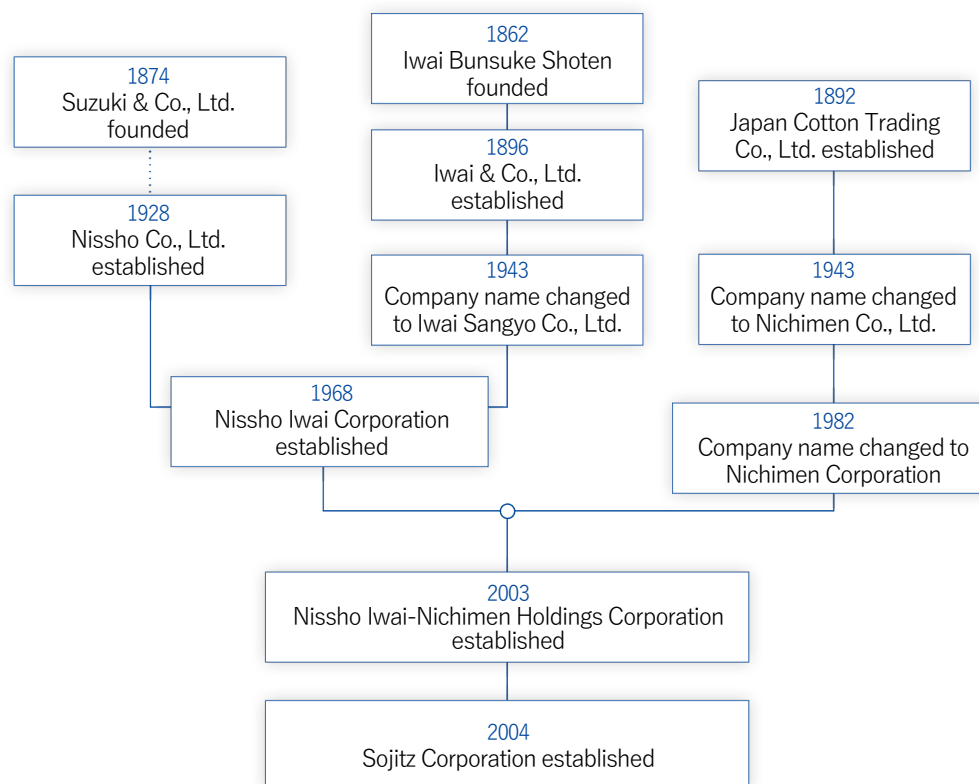 1874
Suzuki & Co., Ltd.
founded
1928
Nissho Co., Ltd.
established
1862
Iwai Bunsuke Shoten
founded
1896
Iwai & Co., Ltd.
established
1943
Company name changed
to Iwai Sangyo Co., Ltd.
1892
Japan Cotton Trading
Co., Ltd. established
1943
Company name changed
to Nichimen Co., Ltd.
1982
Company name changed to
Nichimen Corporation
1968
Nissho Iwai Corporation
established
2003
Nissho Iwai-Nichimen Holdings Corporation
established
2004
Sojitz Corporation established